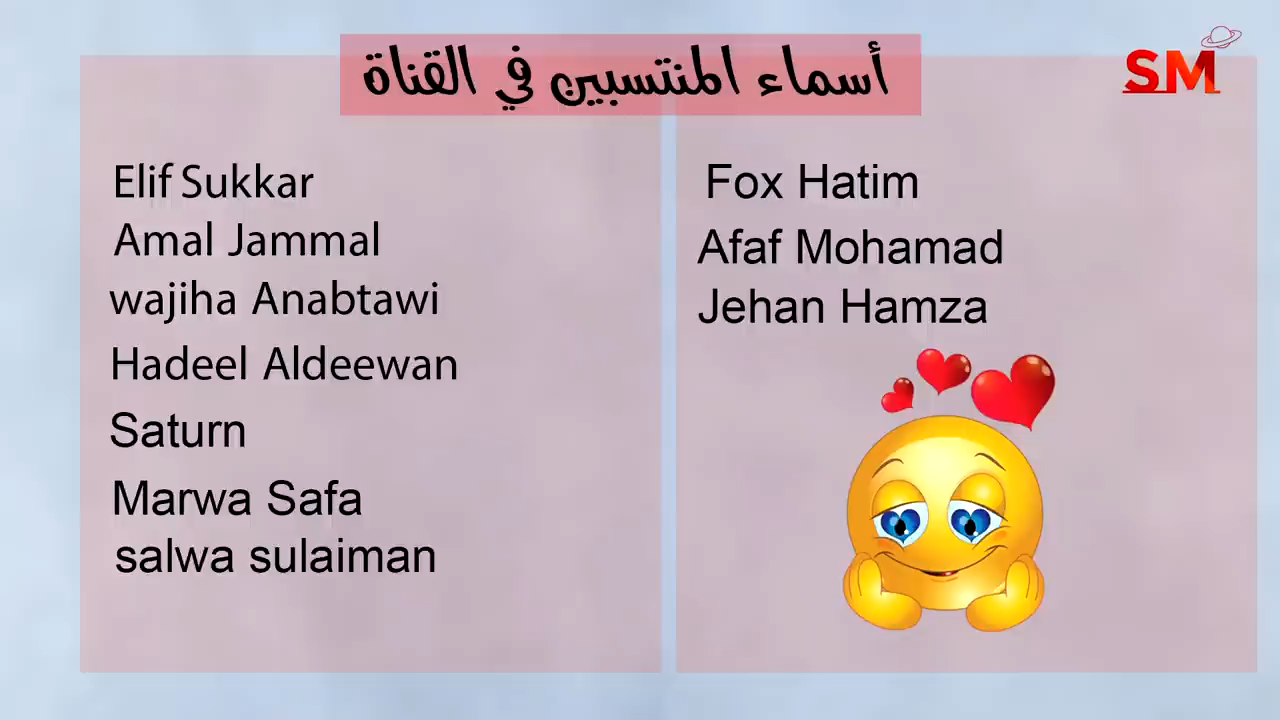 أسماء المنتسبين في القناة
SM
Elif Sukkar
Amal Jammal
wajiha Anabtawi
Hadeel Aldeewan
Saturn
Marwa Safa
salwa sulaiman
Fox Hatim
Afaf Mohamad
Jehan Hamza